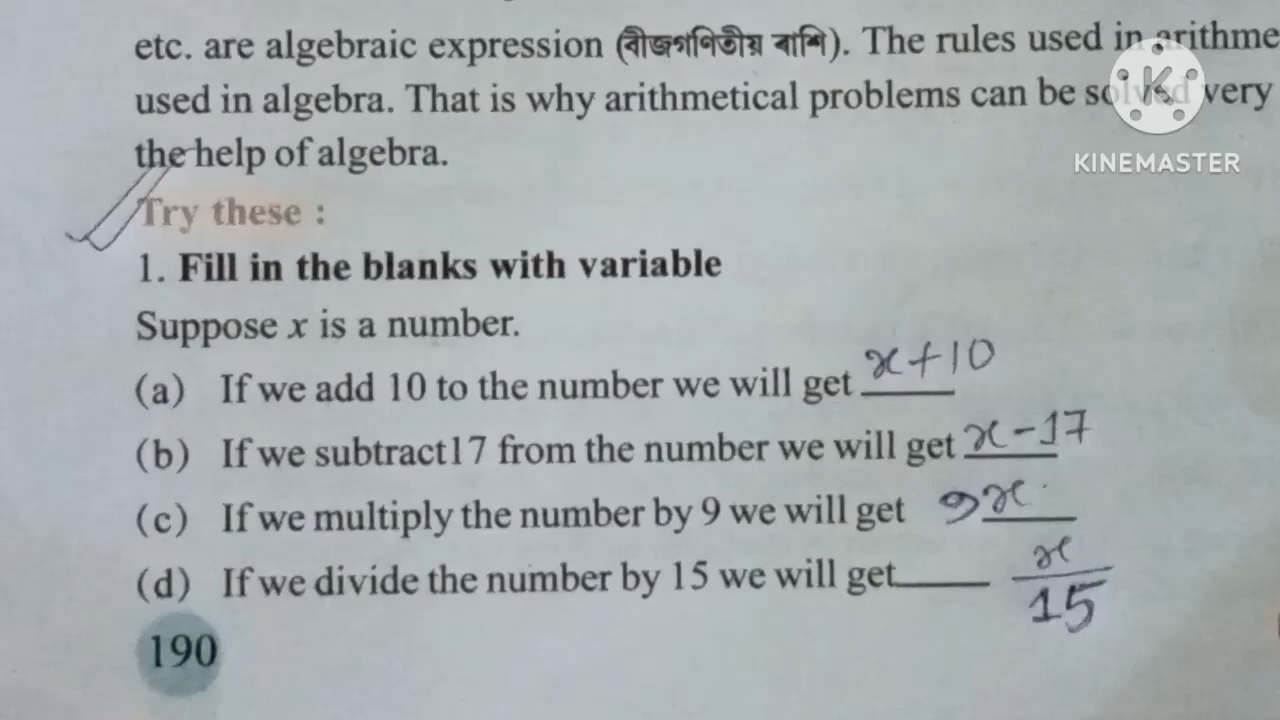 etc. are algebraic expression (বীজগণিতীয় ৰাশি). The rules used in arithme
used in algebra. That is why arithmetical problems can be solved very
the help of algebra.
KINEMASTER
Try these :
1. Fill in the blanks with variable
Suppose x is a number.
(a) If we add 10 to the number we will get x+10
(b) If we subtract17 from the number we will get x-17
(c) If we multiply the number by 9 we will get 9x
(d) If we divide the number by 15 we will get____ x/15
190